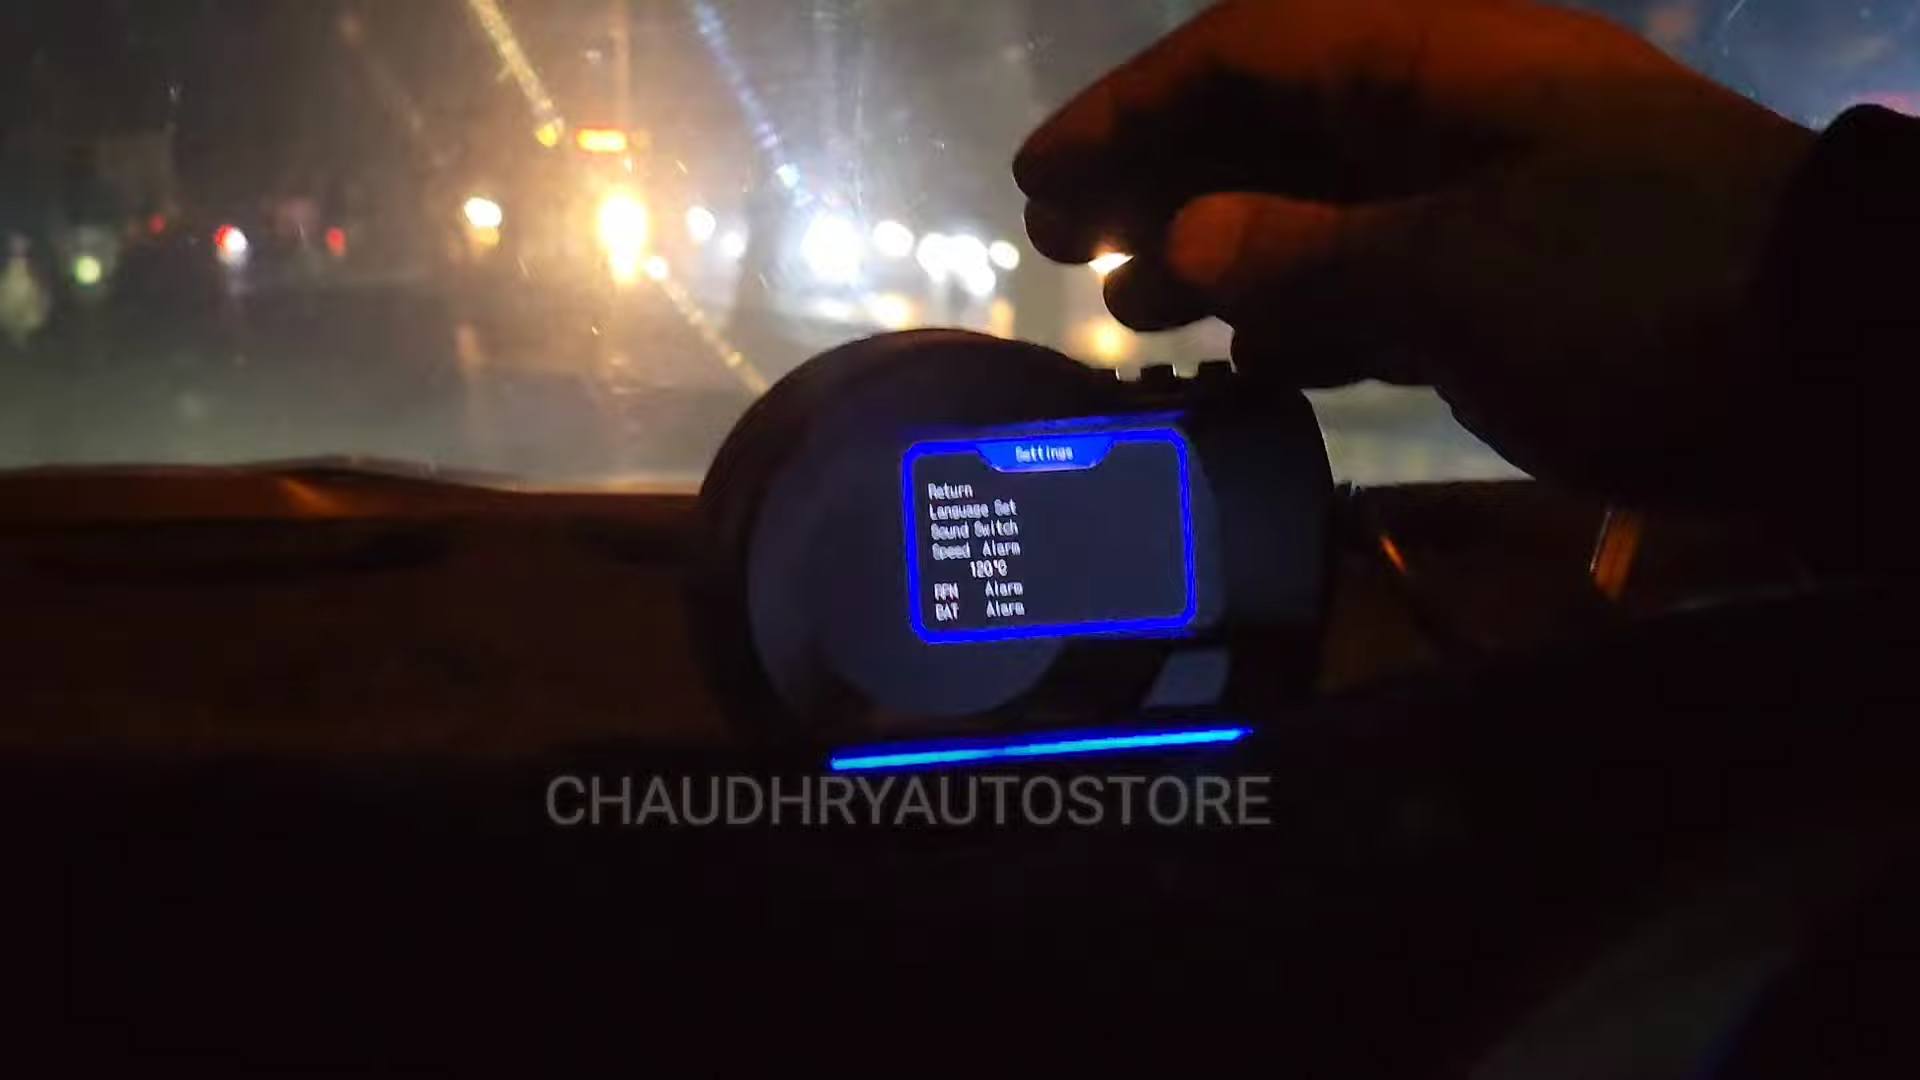 Settings
Return
Language Set
Sound Switch
Speed Alarm
120°C
RPM Alarm
BAT Alarm
CHAUDHRYAUTOSTORE